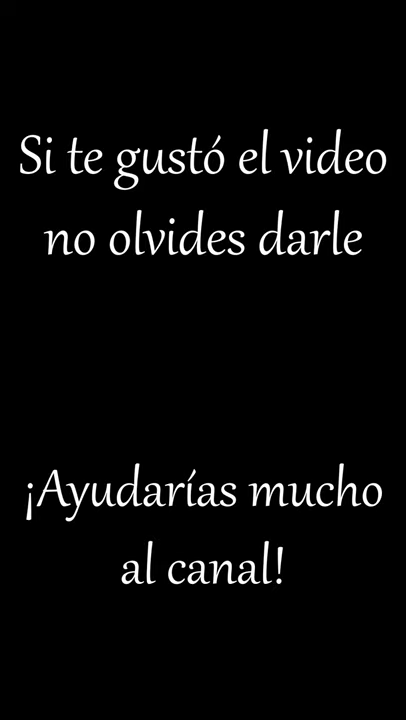 Si te gustó el video
no olvides darle
¡Ayudarías mucho
al canal!